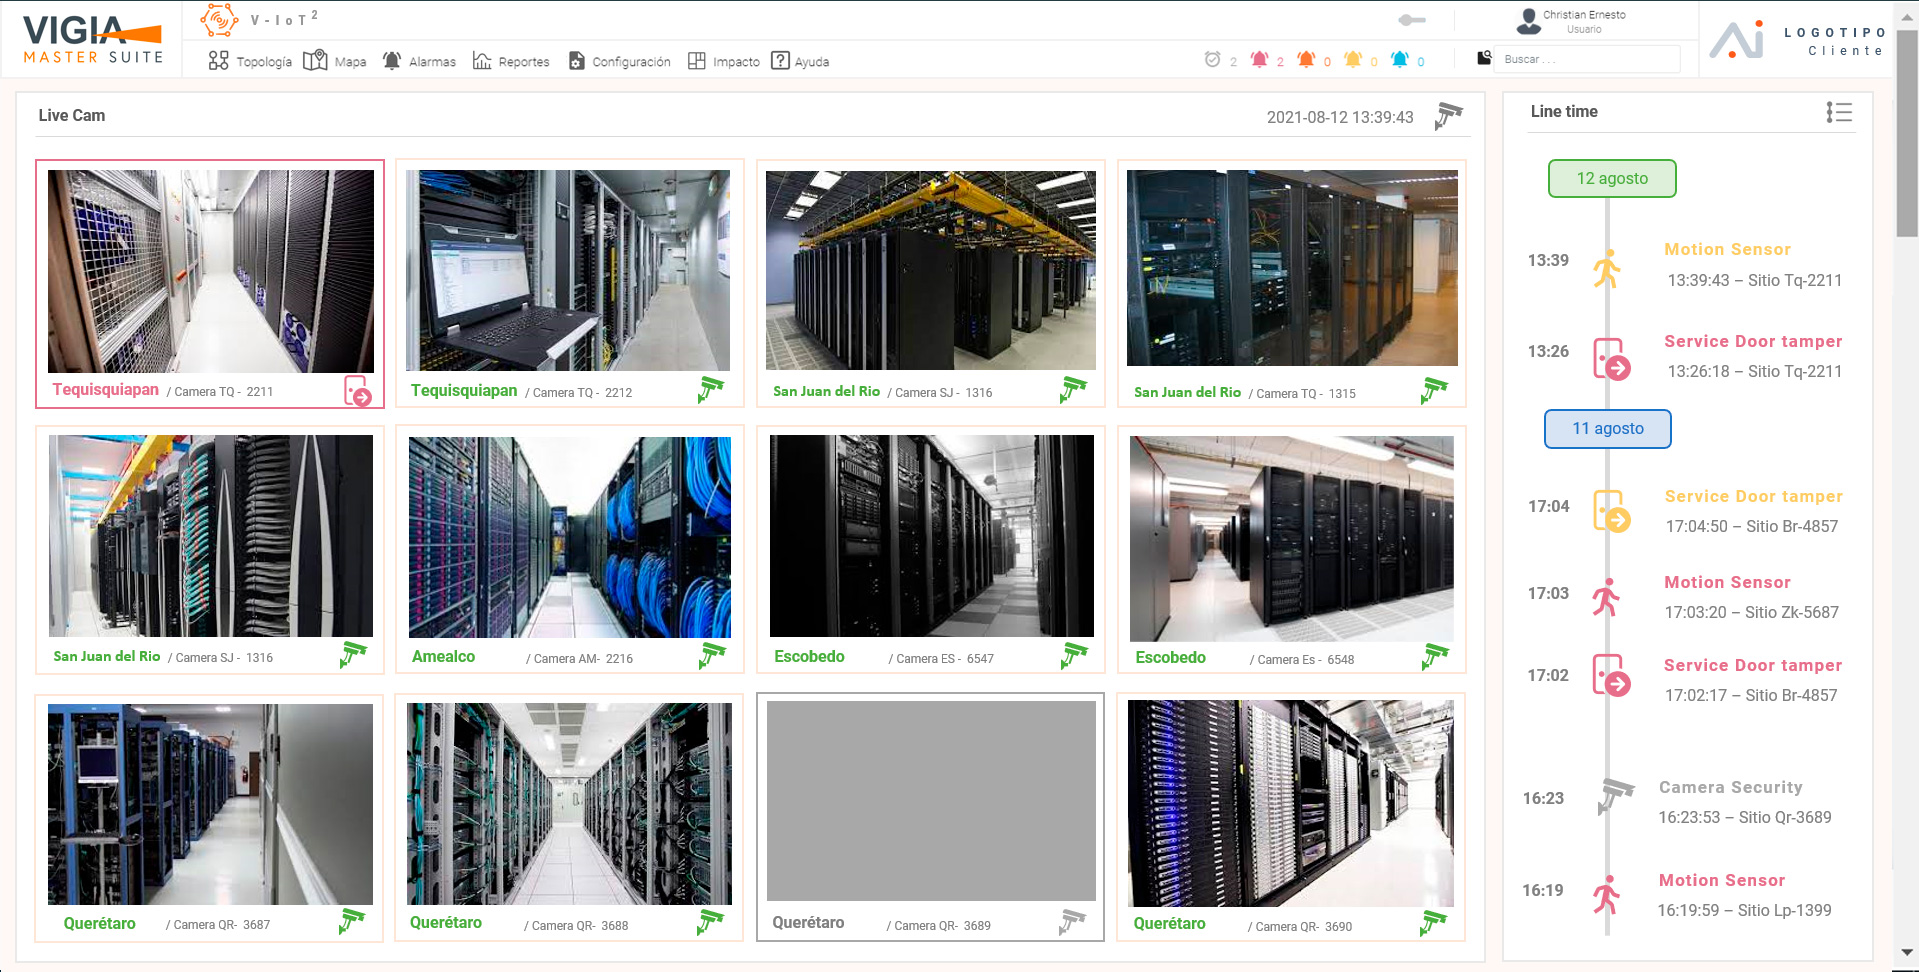 VIGIA
MASTER SUITE
V-IoT²
Christian Ernesto
Usuario
LOGOTIPO
Cliente
Topología Mapa Alarmas Reportes Configuración Impacto Ayuda
2 2 0 0 0
Buscar . . .
Live Cam
2021-08-12 13:39:43
Tequisquiapan / Camera TQ - 2211
Tequisquiapan / Camera TQ - 2212
San Juan del Rio / Camera SJ - 1316
San Juan del Rio / Camera TQ - 1315
San Juan del Rio / Camera SJ - 1316
Amealco / Camera AM- 2216
Escobedo / Camera ES - 6547
Escobedo / Camera Es - 6548
Querétaro / Camera QR- 3687
Querétaro / Camera QR- 3688
Querétaro / Camera QR- 3689
Querétaro / Camera QR- 3690
Line time
12 agosto
13:39 Motion Sensor
13:39:43 – Sitio Tq-2211
13:26 Service Door tamper
13:26:18 – Sitio Tq-2211
11 agosto
17:04 Service Door tamper
17:04:50 – Sitio Br-4857
17:03 Motion Sensor
17:03:20 – Sitio Zk-5687
17:02 Service Door tamper
17:02:17 – Sitio Br-4857
16:23 Camera Security
16:23:53 – Sitio Qr-3689
16:19 Motion Sensor
16:19:59 – Sitio Lp-1399